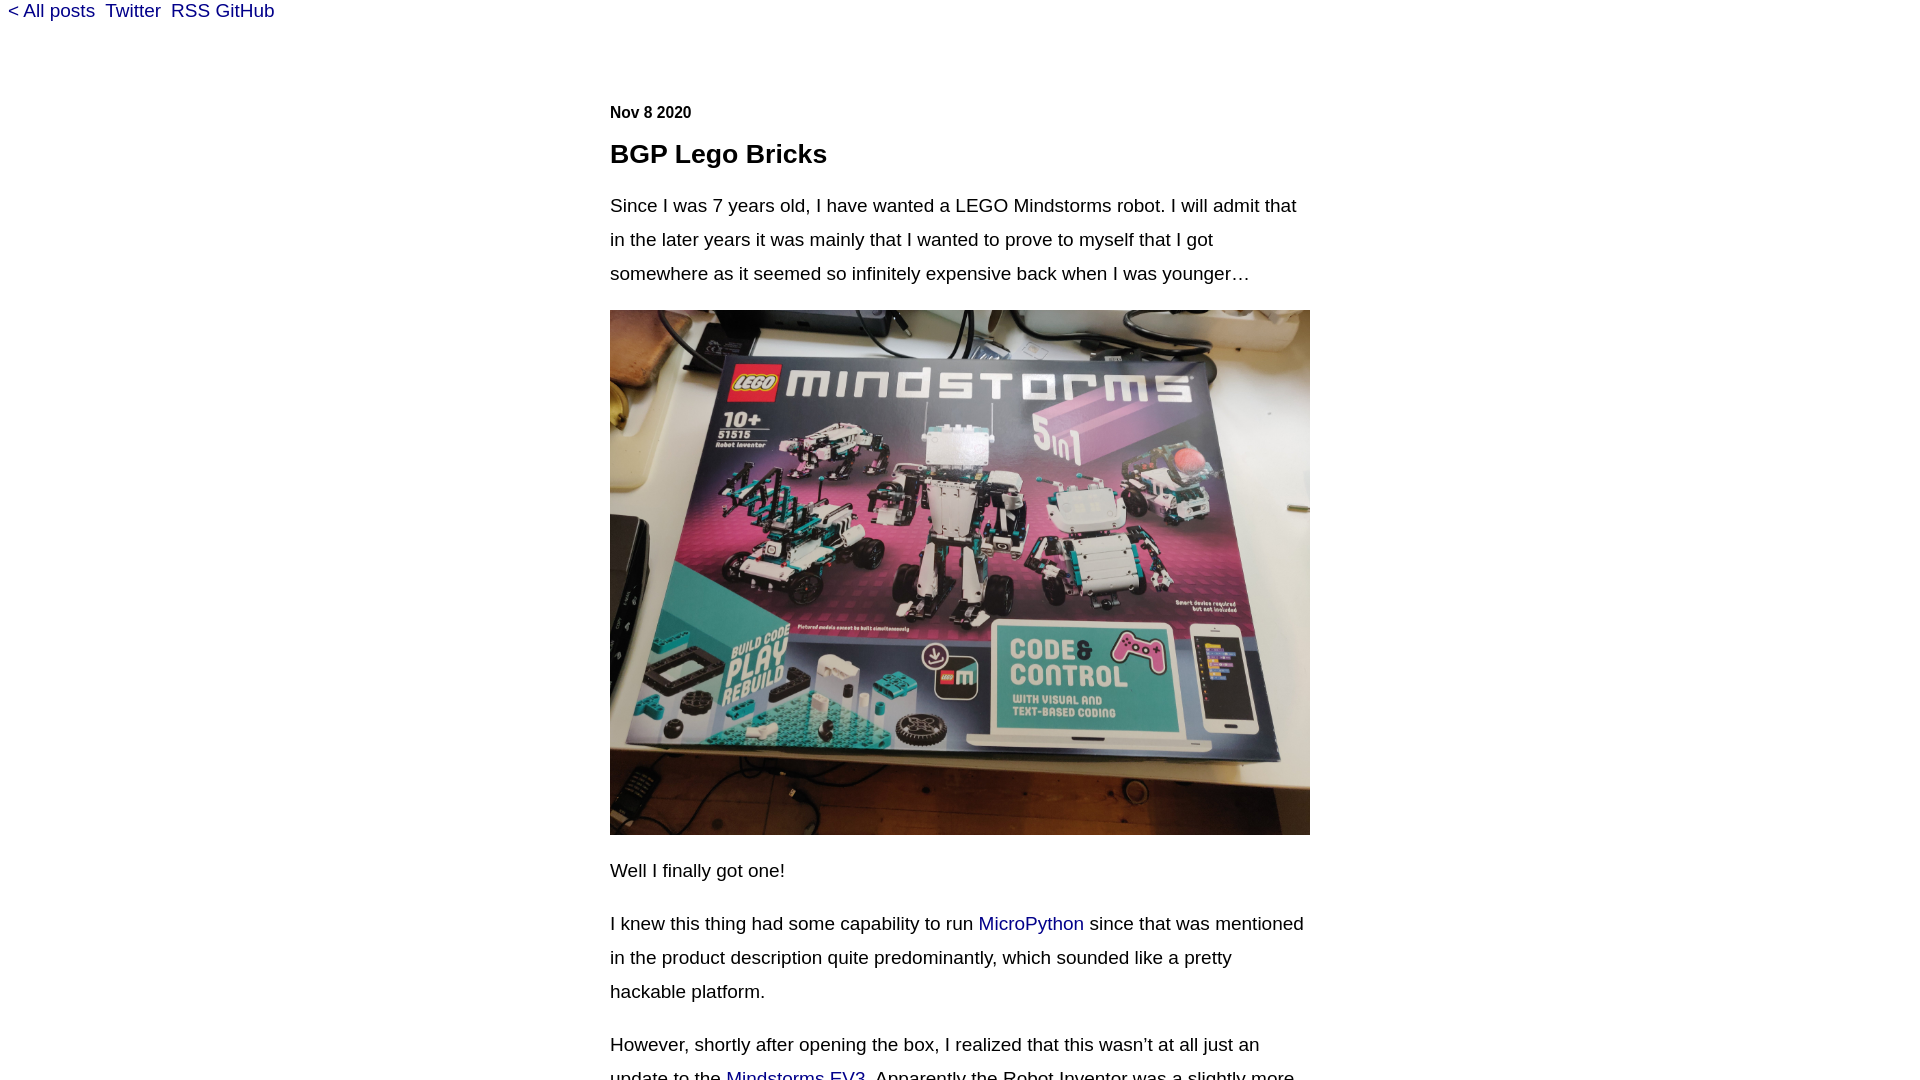 < All posts Twitter RSS GitHub
Nov 8 2020
BGP Lego Bricks
Since I was 7 years old, I have wanted a LEGO Mindstorms robot. I will admit that
in the later years it was mainly that I wanted to prove to myself that I got
somewhere as it seemed so infinitely expensive back when I was younger…
LEGO MINDSTORMS
10+
51515
Robot Inventor
5in1
Smart device required
but not included
Pictured models cannot be built simultaneously
BUILD CODE
PLAY
REBUILD
CODE&
CONTROL
WITH VISUAL AND
TEXT-BASED CODING
Well I finally got one!
I knew this thing had some capability to run MicroPython since that was mentioned
in the product description quite predominantly, which sounded like a pretty
hackable platform.
However, shortly after opening the box, I realized that this wasn’t at all just an
update to the Mindstorms EV3. Apparently the Robot Inventor was a slightly more